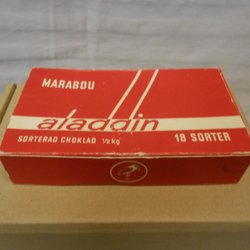 MARABOU
aladdin
SORTERAD CHOKLAD ½ kg
18 SORTER